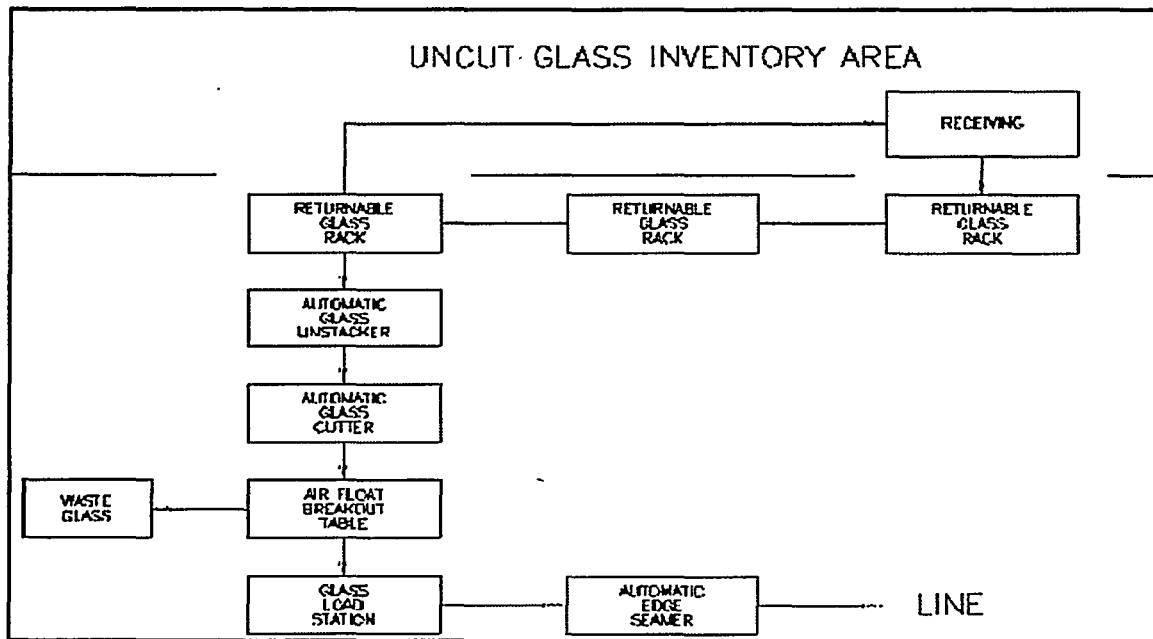 UNCUT GLASS INVENTORY AREA
RECEIVING
RETURNABLE
GLASS
RACK
RETURNABLE
GLASS
RACK
RETURNABLE
GLASS
RACK
AUTOMATIC
GLASS
UNSTACKER
AUTOMATIC
GLASS
CUTTER
WASTE
GLASS
AIR FLOAT
BREAKOUT
TABLE
GLASS
LOAD
STATION
AUTOMATIC
EDGE
SEAMER
LINE